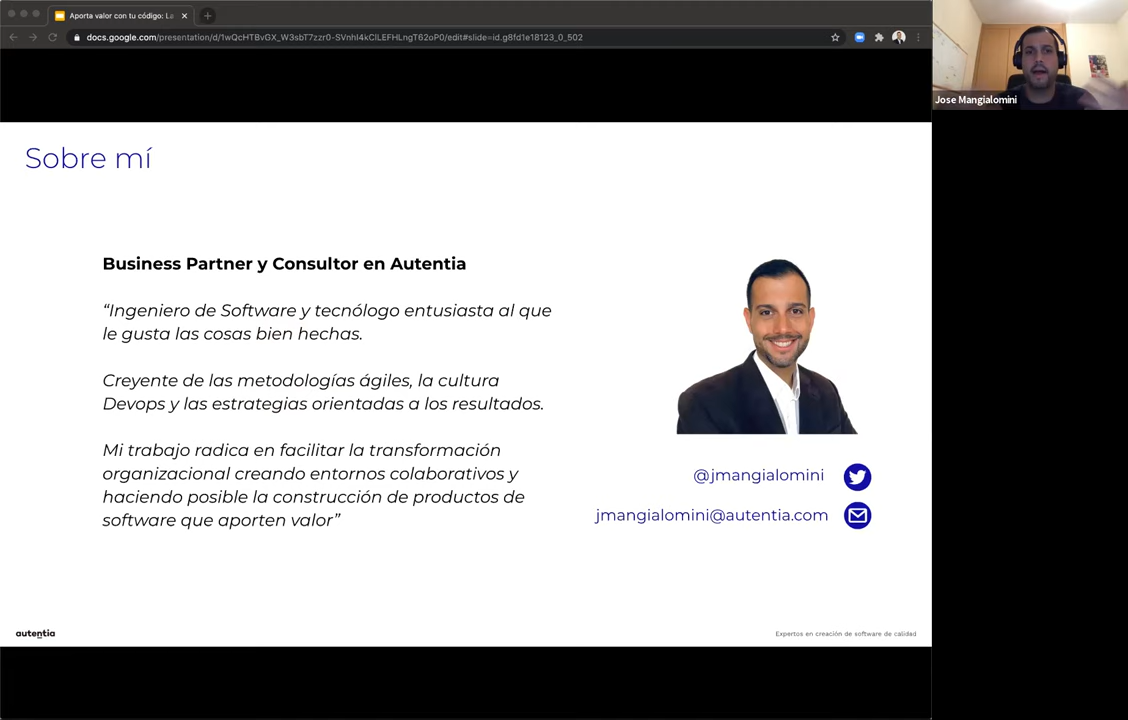 Aporta valor con tu código: La
docs.google.com/presentation/d/1wQcHTBvGX_W3sbT7zzr0-SVnhI4kClLEFHLngT62oP0/edit#slide=id.g8fd1e18123_0_502
Jose Mangialomini
Sobre mí
Business Partner y Consultor en Autentia
“Ingeniero de Software y tecnólogo entusiasta al que
le gusta las cosas bien hechas.
Creyente de las metodologías ágiles, la cultura
Devops y las estrategias orientadas a los resultados.
Mi trabajo radica en facilitar la transformación
organizacional creando entornos colaborativos y
haciendo posible la construcción de productos de
software que aporten valor”
@jmangialomini
jmangialomini@autentia.com
autentia
Expertos en creación de software de calidad